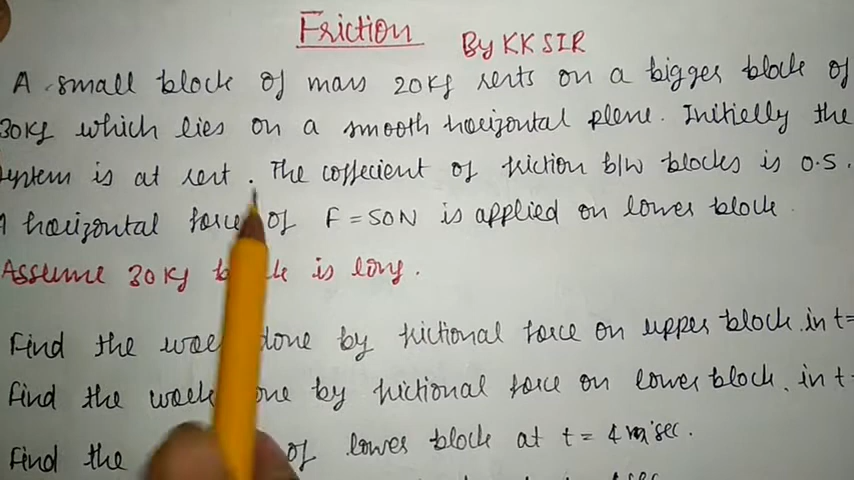 Friction
By KK SIR
A small block of mass 20Kg rests on a bigger block of
30Kg which lies on a smooth horizontal plane. Initially the
system is at rest. The coffecient of friction b/w blocks is 0.5.
horizontal force of F = 50N is applied on lower block
Assume 30Kg is long.
Find the done by frictional force on upper block. in t=
Find the by frictional force on lower block. in t
Find the of lower block at t = 4 sec.